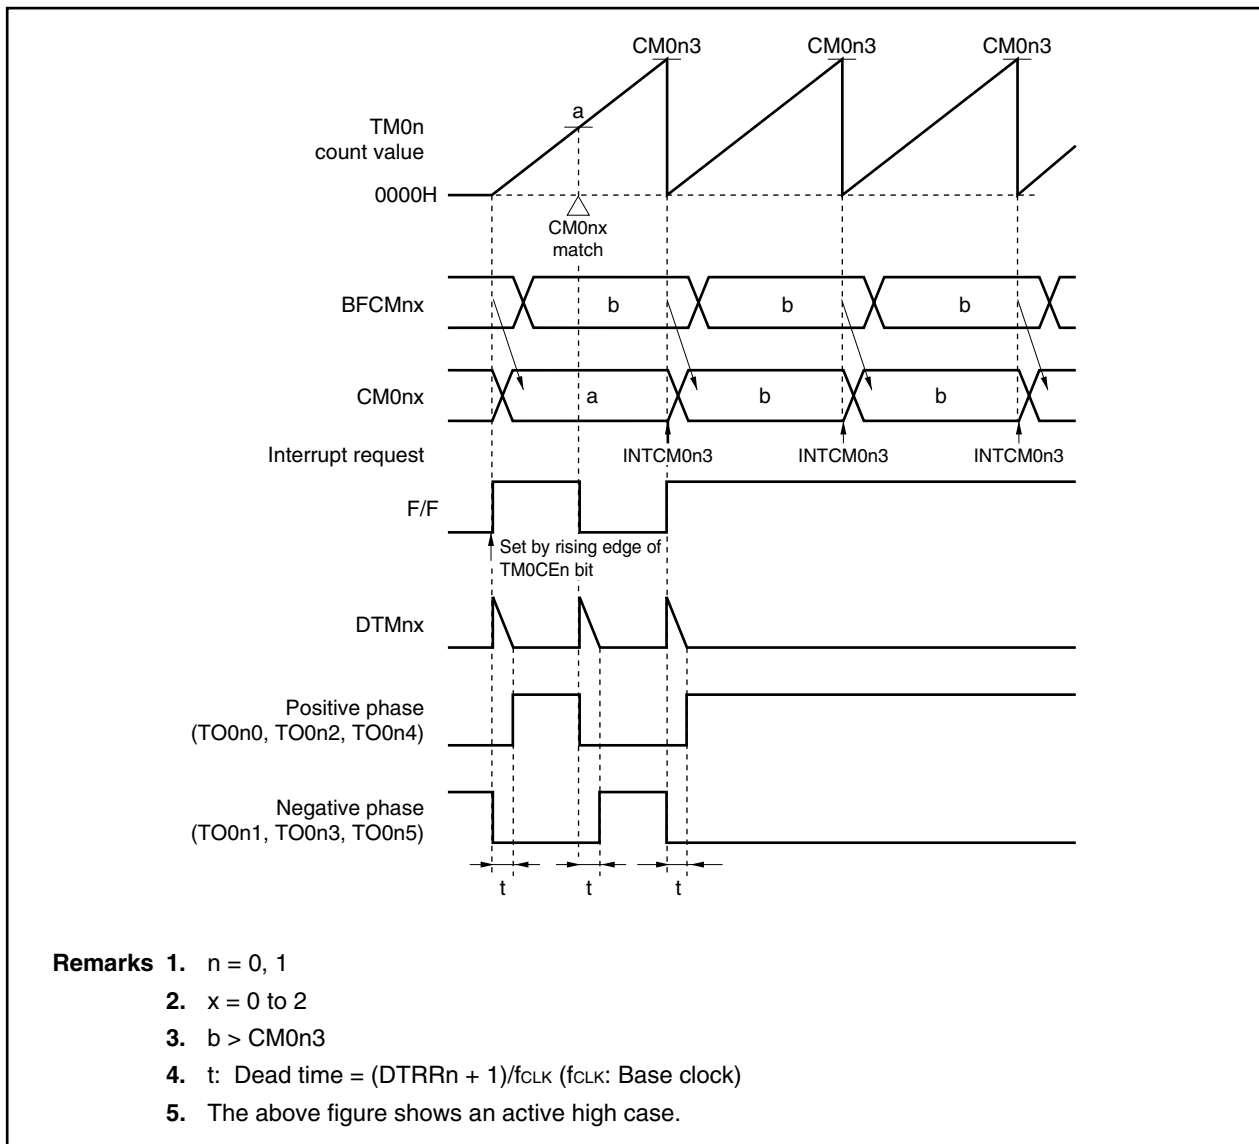 CM0n3 CM0n3 CM0n3
a
TM0n
count value
0000H
CM0nx
match
BFCMnx b b b
CM0nx a b b
Interrupt request INTCM0n3 INTCM0n3 INTCM0n3
F/F
Set by rising edge of
TM0CEn bit
DTMnx
Positive phase
(TO0n0, TO0n2, TO0n4)
Negative phase
(TO0n1, TO0n3, TO0n5)
t t t
Remarks 1. n = 0, 1
2. x = 0 to 2
3. b > CM0n3
4. t: Dead time = (DTRRn + 1)/fCLK (fCLK: Base clock)
5. The above figure shows an active high case.